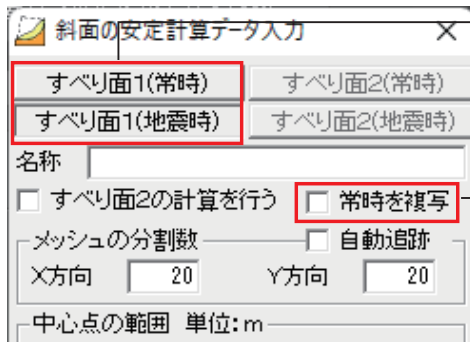 斜面の安定計算データ入力
すべり面1(常時) すべり面2(常時)
すべり面1(地震時) すべり面2(地震時)
名称
すべり面2の計算を行う 常時を複写
メッシュの分割数 自動追跡
X方向 20 Y方向 20
中心点の範囲 単位:m